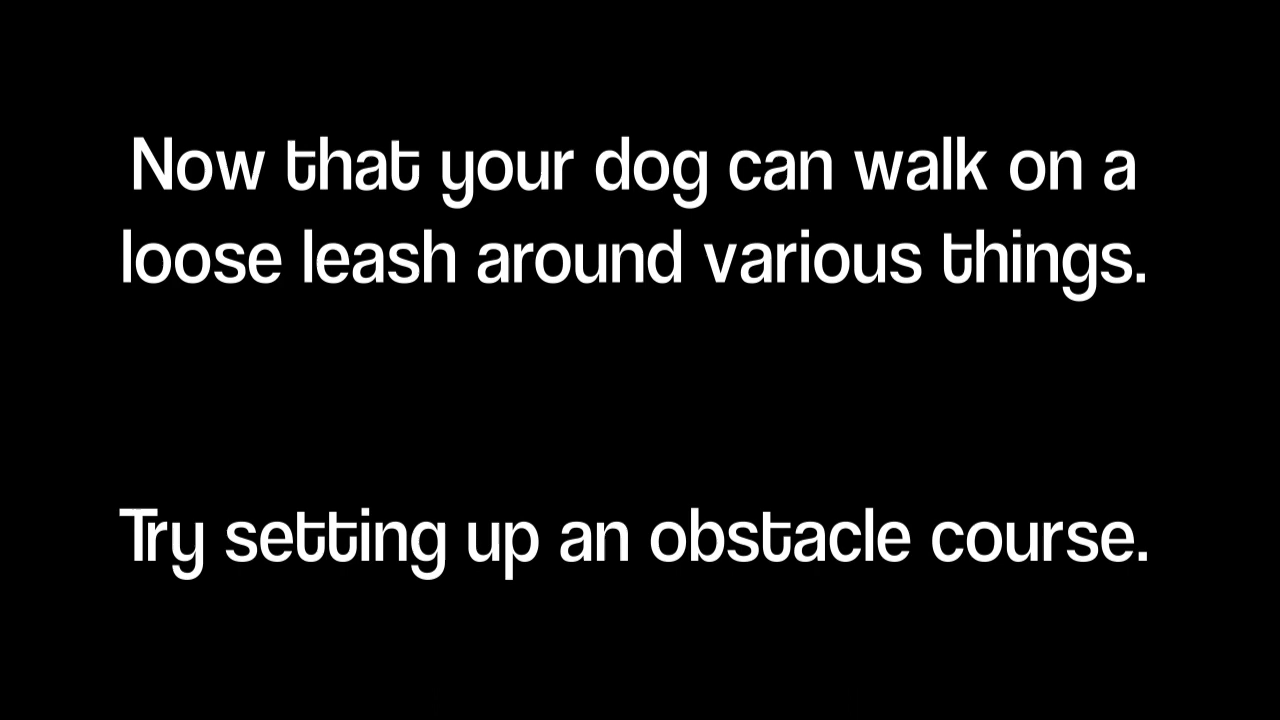 Now that your dog can walk on a
loose leash around various things.
Try setting up an obstacle course.